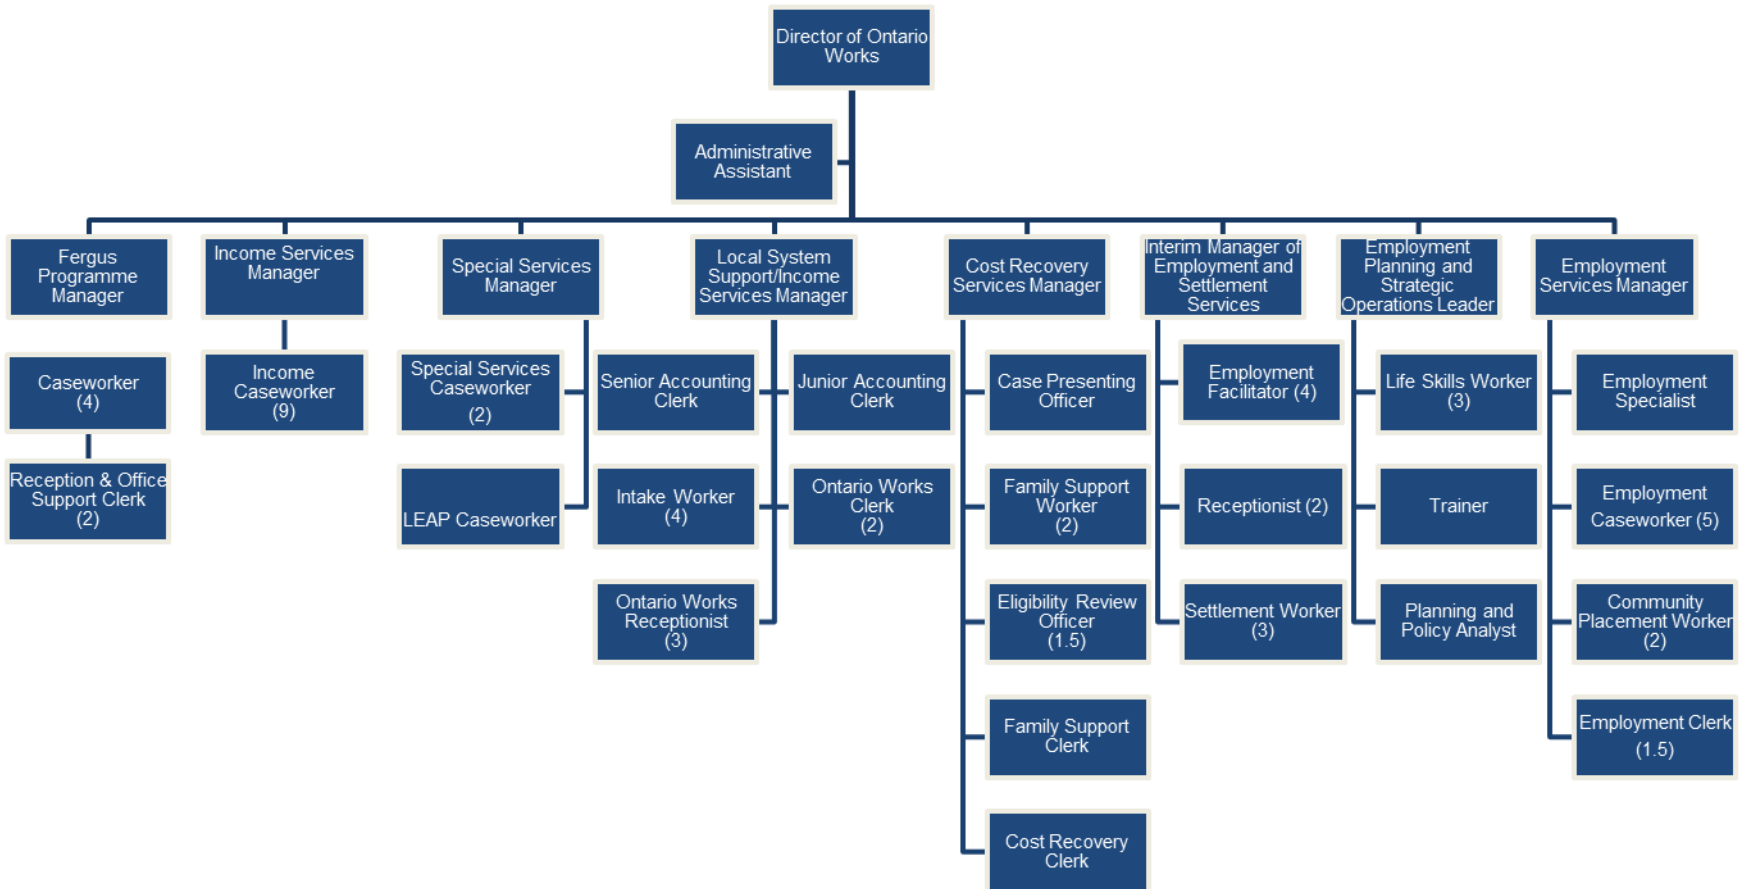 Director of Ontario
Works
Administrative
Assistant
Fergus
Programme
Manager
Income Services
Manager
Special Services
Manager
Local System
Support/Income
Services Manager
Cost Recovery
Services Manager
Interim Manager of
Employment and
Settlement
Services
Employment
Planning and
Strategic
Operations Leader
Employment
Services Manager
Caseworker
(4)
Reception & Office
Support Clerk
(2)
Income
Caseworker
(9)
Special Services
Caseworker
(2)
LEAP Caseworker
Senior Accounting
Clerk
Junior Accounting
Clerk
Intake Worker
(4)
Ontario Works
Clerk
(2)
Ontario Works
Receptionist
(3)
Case Presenting
Officer
Family Support
Worker
(2)
Eligibility Review
Officer
(1.5)
Family Support
Clerk
Cost Recovery
Clerk
Employment
Facilitator (4)
Receptionist (2)
Settlement Worker
(3)
Life Skills Worker
(3)
Trainer
Planning and
Policy Analyst
Employment
Specialist
Employment
Caseworker (5)
Community
Placement Worker
(2)
Employment Clerk
(1.5)